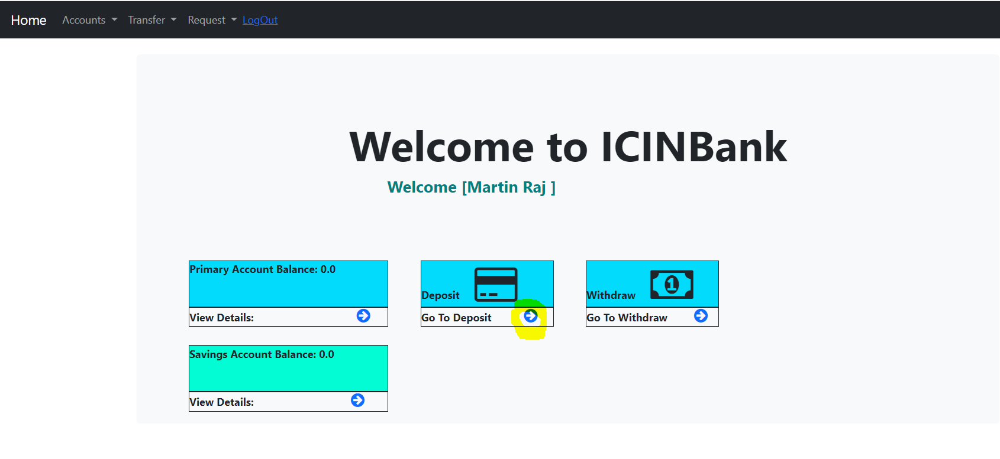 Home Accounts Transfer Request LogOut
Welcome to ICINBank
Welcome [Martin Raj ]
Primary Account Balance: 0.0
View Details:
Deposit
Go To Deposit
Withdraw 1
Go To Withdraw
Savings Account Balance: 0.0
View Details: